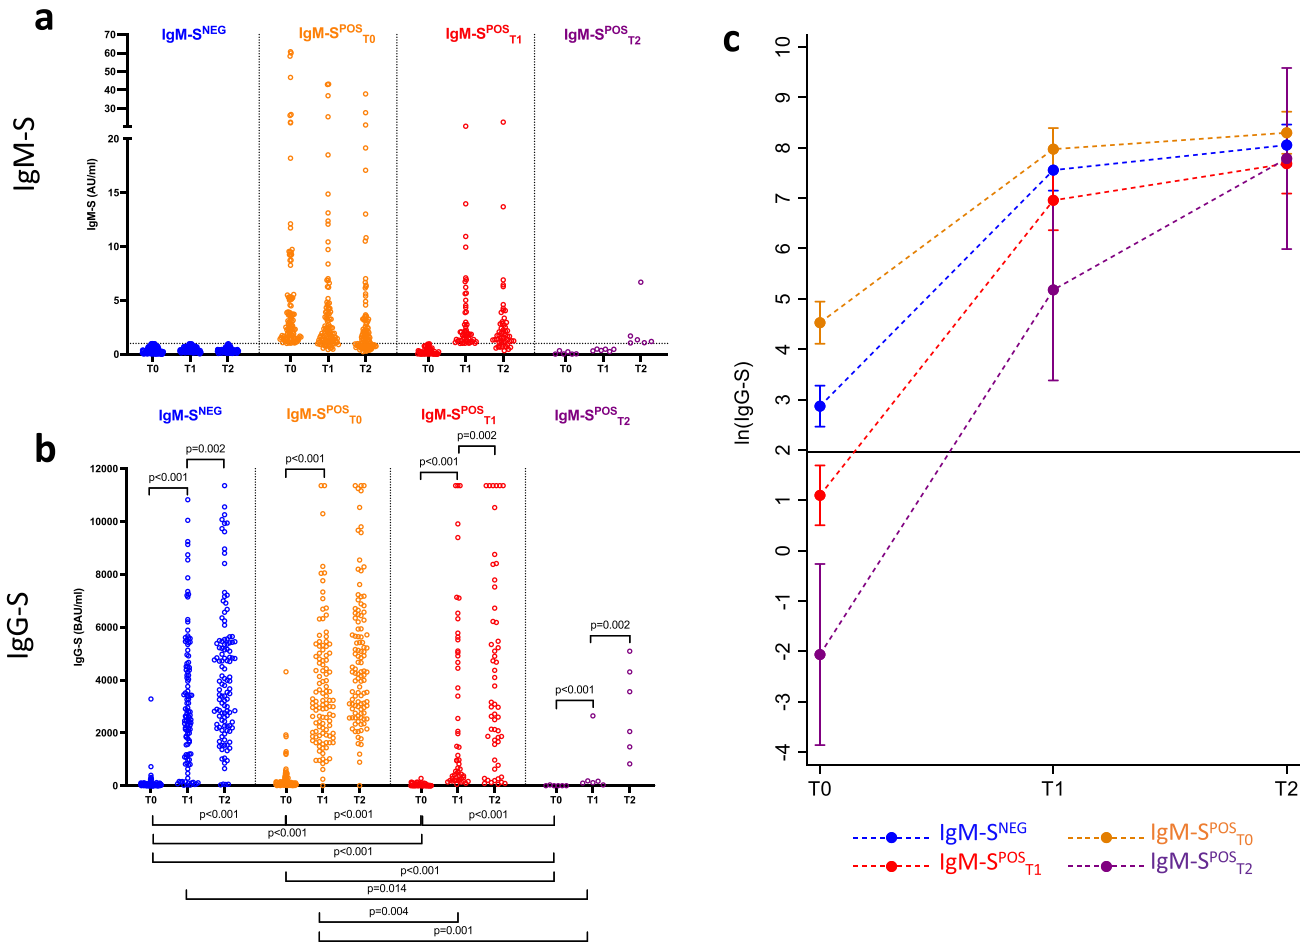 a
IgM-S
IgM-S^NEG
IgM-S^POS_T0
IgM-S^POS_T1
IgM-S^POS_T2
IgM-S (AU/ml)
70
60
50
40
30
20
15
10
5
0
T0 T1 T2 T0 T1 T2 T0 T1 T2 T0 T1 T2
b
IgG-S
IgM-S^NEG
IgM-S^POS_T0
IgM-S^POS_T1
IgM-S^POS_T2
p=0.002
p<0.001
p<0.001
p=0.002
p<0.001
p=0.002
p<0.001
IgG-S (BAU/ml)
12000
10000
8000
6000
4000
2000
0
T0 T1 T2 T0 T1 T2 T0 T1 T2 T0 T1 T2
p<0.001 p<0.001 p<0.001
p<0.001
p<0.001
p<0.001
p=0.014
p=0.004
p=0.001
c
ln(IgG-S)
10
9
8
7
6
5
4
3
2
1
0
-1
-2
-3
-4
T0 T1 T2
IgM-S^NEG
IgM-S^POS_T0
IgM-S^POS_T1
IgM-S^POS_T2